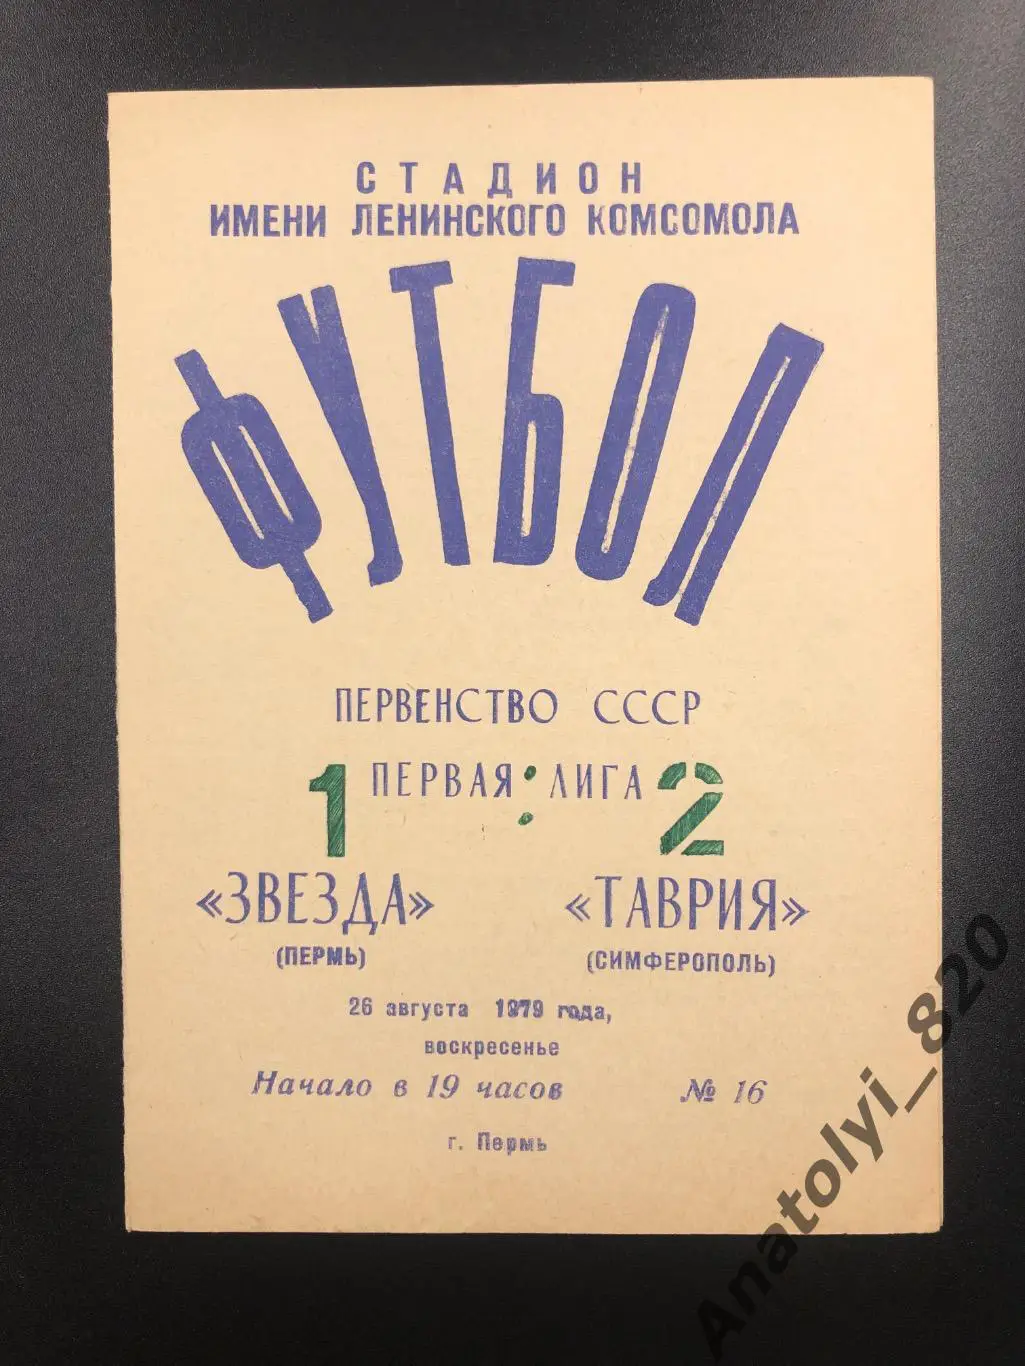 СТАДИОН
ИМЕНИ ЛЕНИНСКОГО КОМСОМОЛА
ФУТБОЛ
ПЕРВЕНСТВО СССР
ПЕРВАЯ ЛИГА
1 : 2
«ЗВЕЗДА» «ТАВРИЯ»
(ПЕРМЬ) (СИМФЕРОПОЛЬ)
26 августа 1979 года,
воскресенье
Начало в 19 часов № 16
г. Пермь
Anatolyi_820